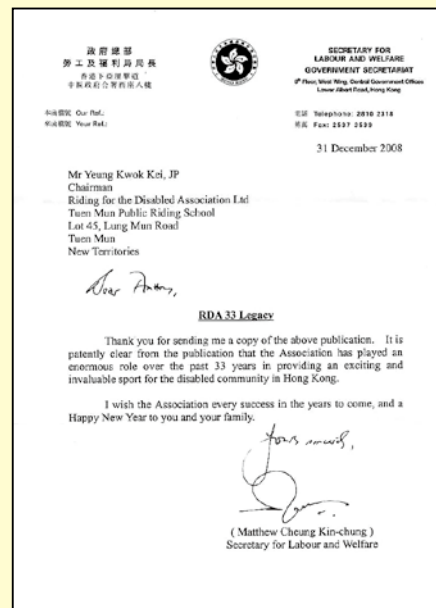 政府總部
勞工及福利局局長
香港下亞厘畢道
中區政府合署西座八樓
SECRETARY FOR
LABOUR AND WELFARE
GOVERNMENT SECRETARIAT
8th Floor, West Wing, Central Government Offices
Lower Albert Road, Hong Kong
本函檔號 Our Ref.:
來函檔號 Your Ref.:
電話 Telephone: 2810 2318
Fax: 2537 2539
31 December 2008
Mr Yeung Kwok Kei, JP
Chairman
Riding for the Disabled Association Ltd
Tuen Mun Public Riding School
Lot 45, Lung Mun Road
Tuen Mun
New Territories
Dear
RDA 33 Legacy
Thank you for sending me a copy of the above publication. It is
patently clear from the publication that the Association has played an
enormous role over the past 33 years in providing an exciting and
invaluable sport for the disabled community in Hong Kong.
I wish the Association every success in the years to come, and a
Happy New Year to you and your family.
Yours sincerely,
( Matthew Cheung Kin-chung )
Secretary for Labour and Welfare